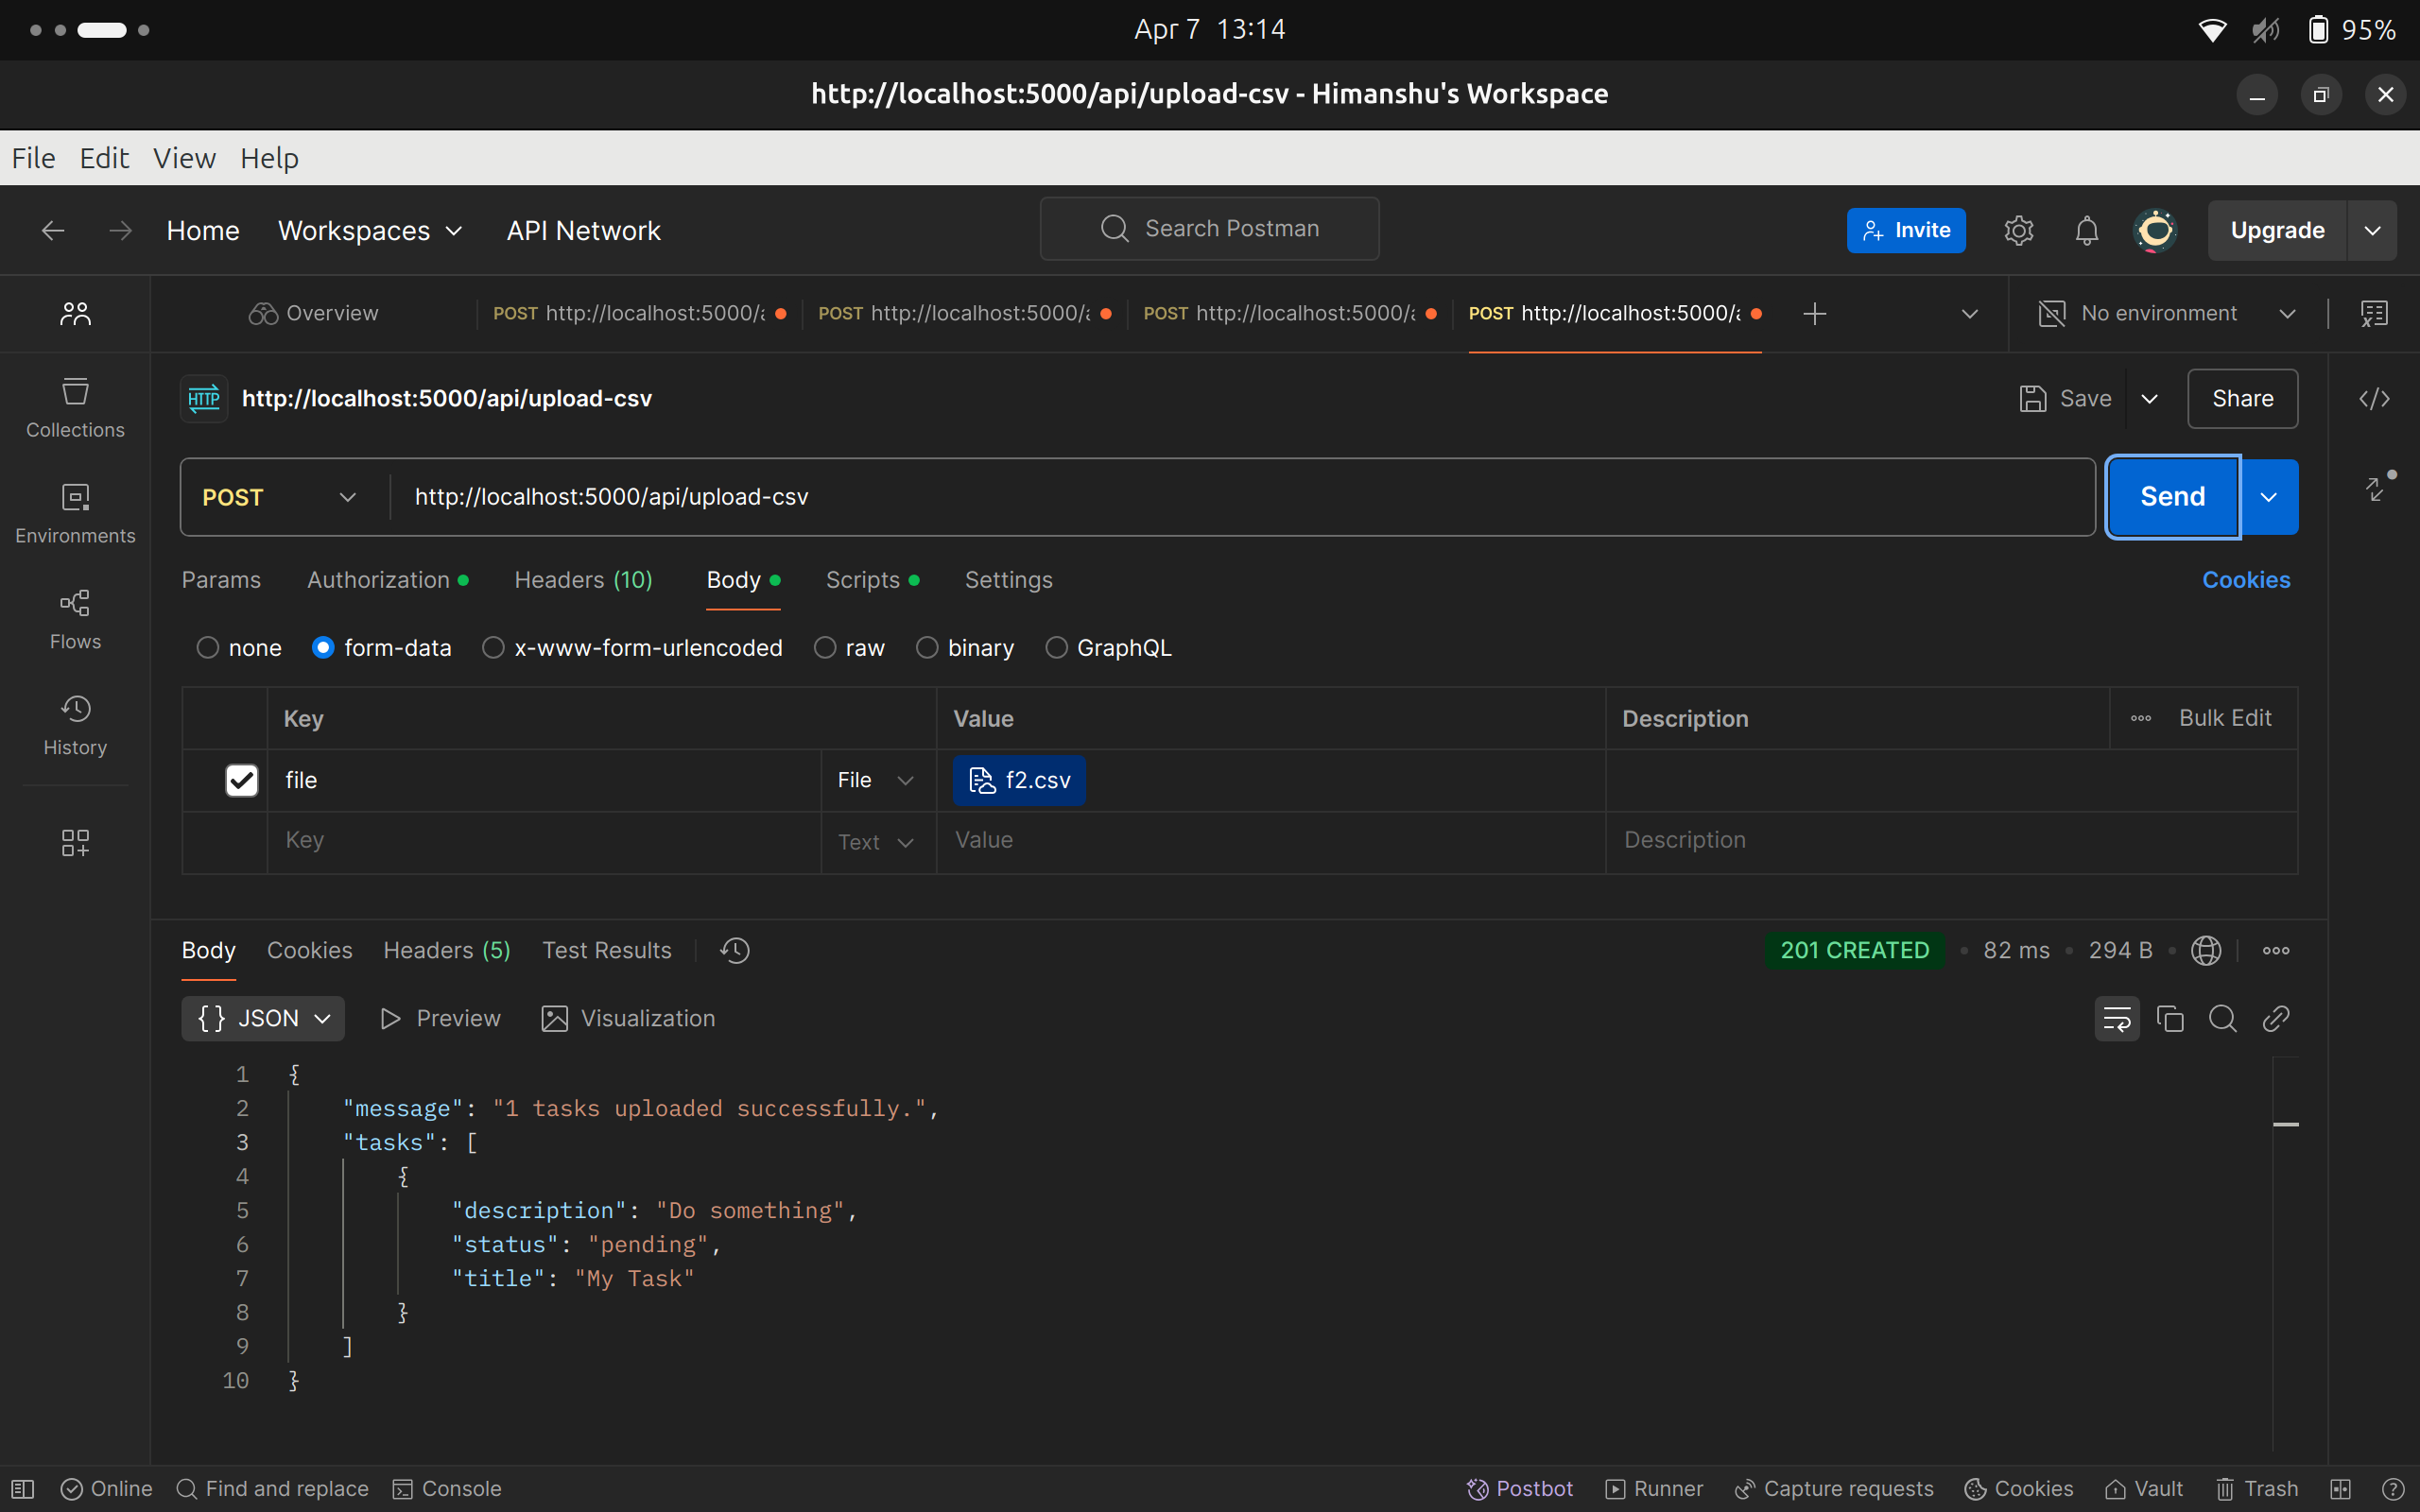 Apr 7 13:14
95%
http://localhost:5000/api/upload-csv - Himanshu's Workspace
File Edit View Help
Home Workspaces API Network Search Postman Invite Upgrade
Overview POST http://localhost:5000/a POST http://localhost:5000/a POST http://localhost:5000/a POST http://localhost:5000/a No environment
HTTP http://localhost:5000/api/upload-csv Save Share
Collections
Environments
Flows
History
POST http://localhost:5000/api/upload-csv Send
Params Authorization Headers (10) Body Scripts Settings Cookies
none form-data x-www-form-urlencoded raw binary GraphQL
Key Value Description Bulk Edit
file File f2.csv
Key Text Value Description
Body Cookies Headers (5) Test Results 201 CREATED 82 ms 294 B
{} JSON Preview Visualization
1 {
2 "message": "1 tasks uploaded successfully.",
3 "tasks": [
4 {
5 "description": "Do something",
6 "status": "pending",
7 "title": "My Task"
8 }
9 ]
10 }
Online Find and replace Console Postbot Runner Capture requests Cookies Vault Trash